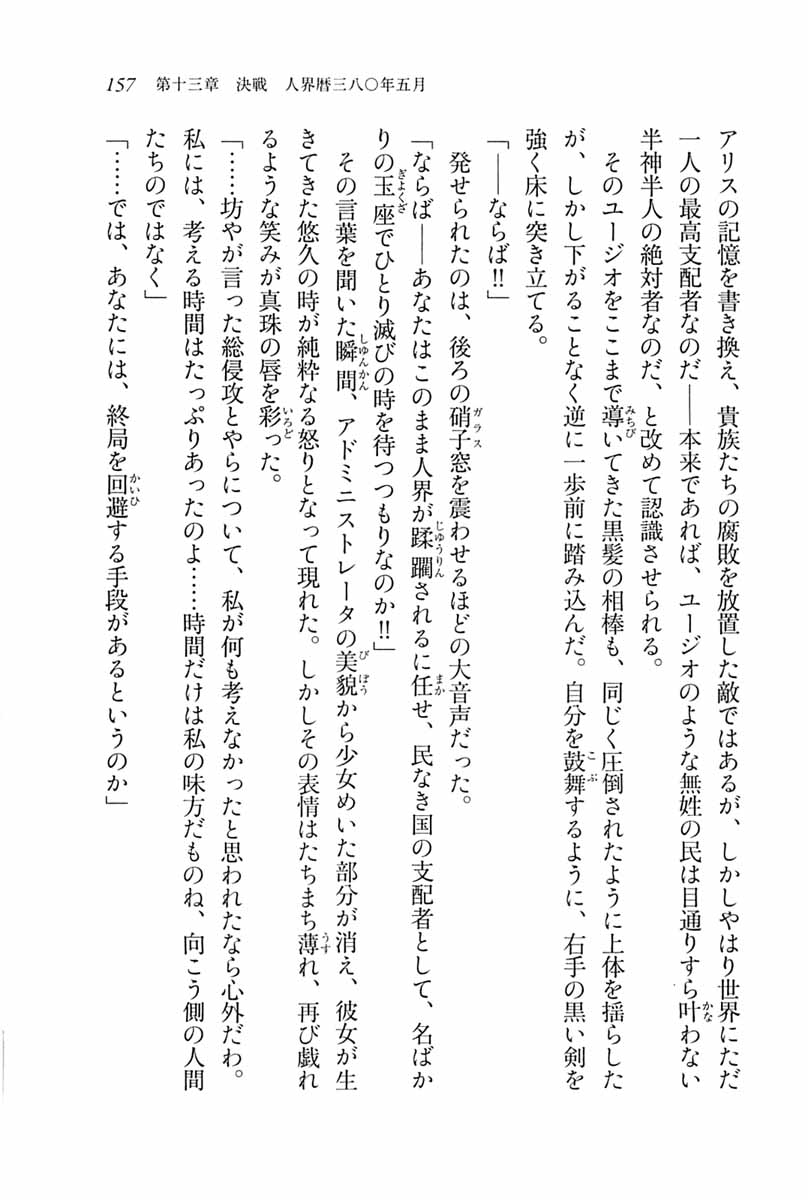 157　第十三章　決戦　人界暦三八〇年五月
アリスの記憶を書き換え、貴族たちの腐敗を放置した敵ではあるが、しかしやはり世界にただ
一人の最高支配者なのだ――本来であれば、ユージオのような無姓の民は目通りすら叶わない
半神半人の絶対者なのだ、と改めて認識させられる。
　そのユージオをここまで導いてきた黒髪の相棒も、同じく圧倒されたように上体を揺らした
が、しかし下がることなく逆に一歩前に踏み込んだ。自分を鼓舞するように、右手の黒い剣を
強く床に突き立てる。
「――ならば!!」
　発せられたのは、後ろの硝子窓を震わせるほどの大音声だった。
「ならば――あなたはこのまま人界が蹂躙されるに任せ、民なき国の支配者として、名ばか
りの玉座でひとり滅びの時を待つつもりなのか!!」
　その言葉を聞いた瞬間、アドミニストレータの美貌から少女めいた部分が消え、彼女が生
きてきた悠久の時が純粋なる怒りとなって現れた。しかしその表情はたちまち薄れ、再び戯れ
るような笑みが真珠の唇を彩った。
「……坊やが言った総侵攻とやらについて、私が何も考えなかったと思われたなら心外だわ。
私には、考える時間はたっぷりあったのよ……時間だけは私の味方だものね、向こう側の人間
たちのではなく」
「……では、あなたには、終局を回避する手段があるというのか」